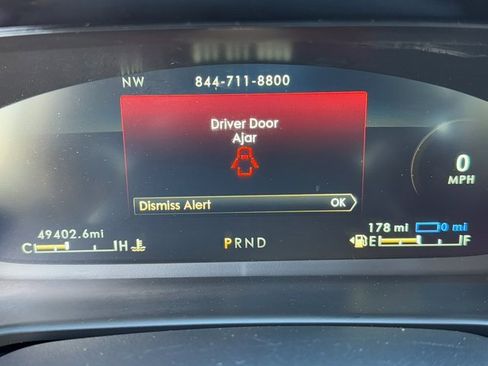 NW 844-711-8800
Driver Door
Ajar
Dismiss Alert OK
0
MPH
49402.6mi
178 mi 0 mi
C H
PRND
E F